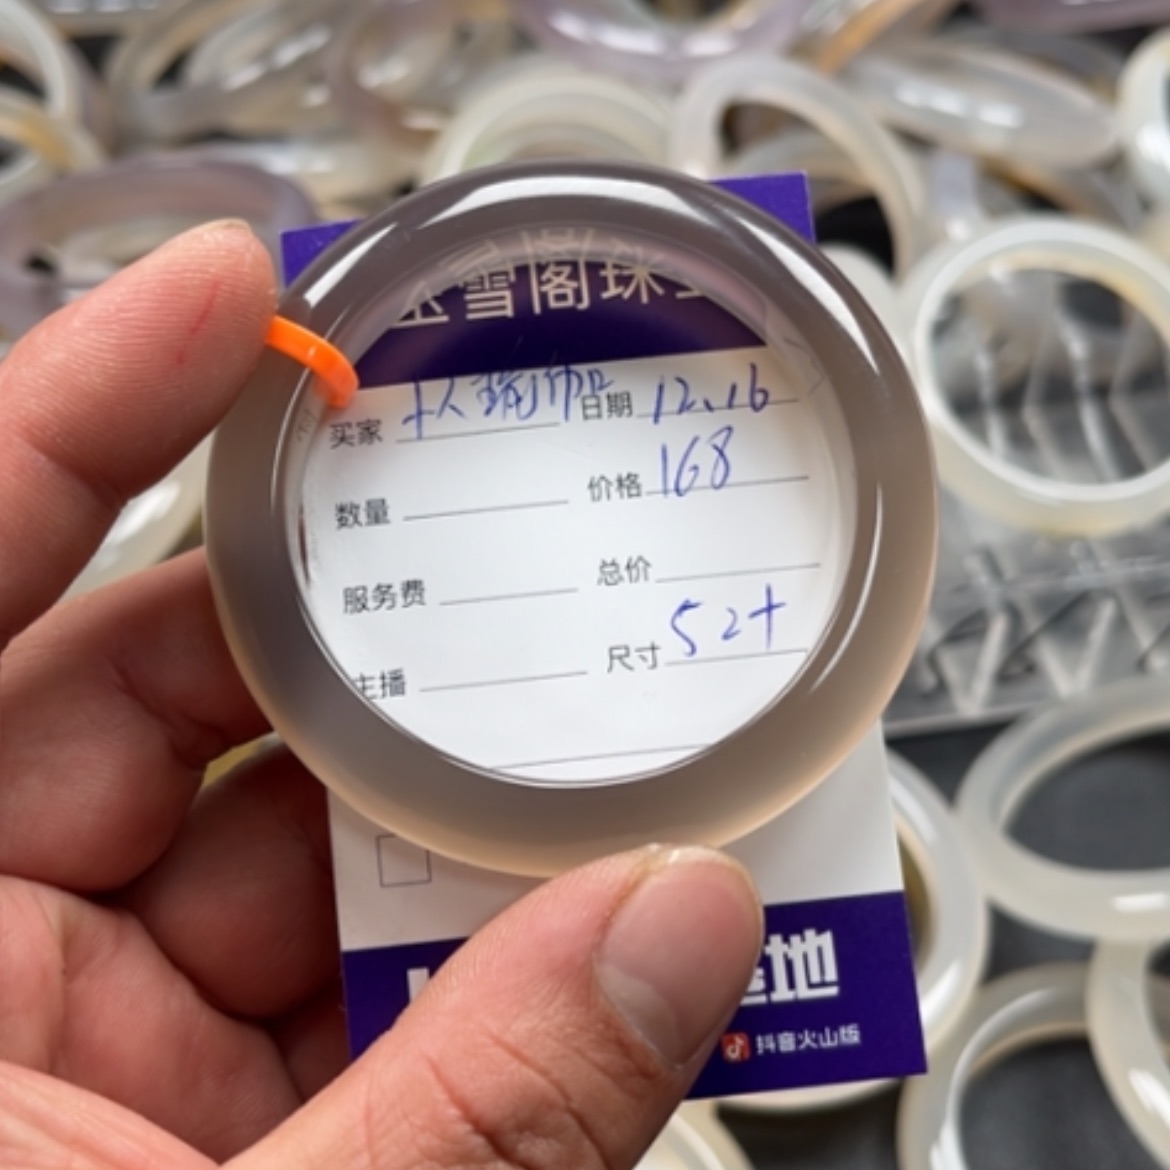 雪阁珠
买家 日期 12.16
数量 价格 168
服务费 总价
主播 尺寸 52+
地
抖音火山版